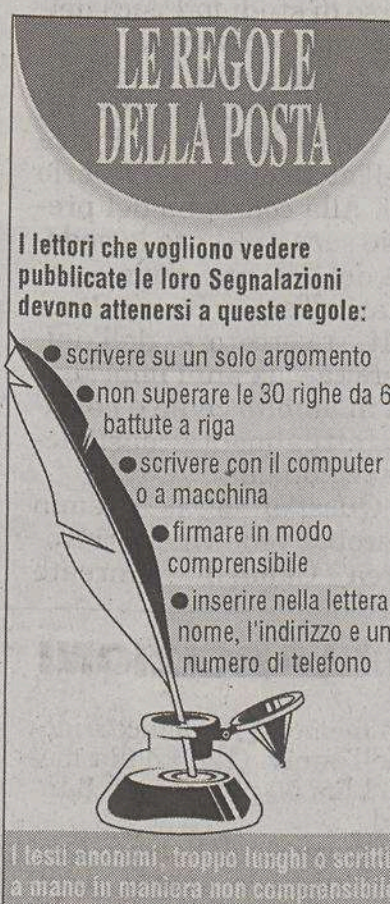 LE REGOLE
DELLA POSTA
I lettori che vogliono vedere
pubblicate le loro Segnalazioni
devono attenersi a queste regole:
● scrivere su un solo argomento
● non superare le 30 righe da 6
battute a riga
● scrivere con il computer
o a macchina
● firmare in modo
comprensibile
● inserire nella lettera
nome, l'indirizzo e un
numero di telefono
I testi anonimi, troppo lunghi o scritti
a mano in maniera non comprensibile